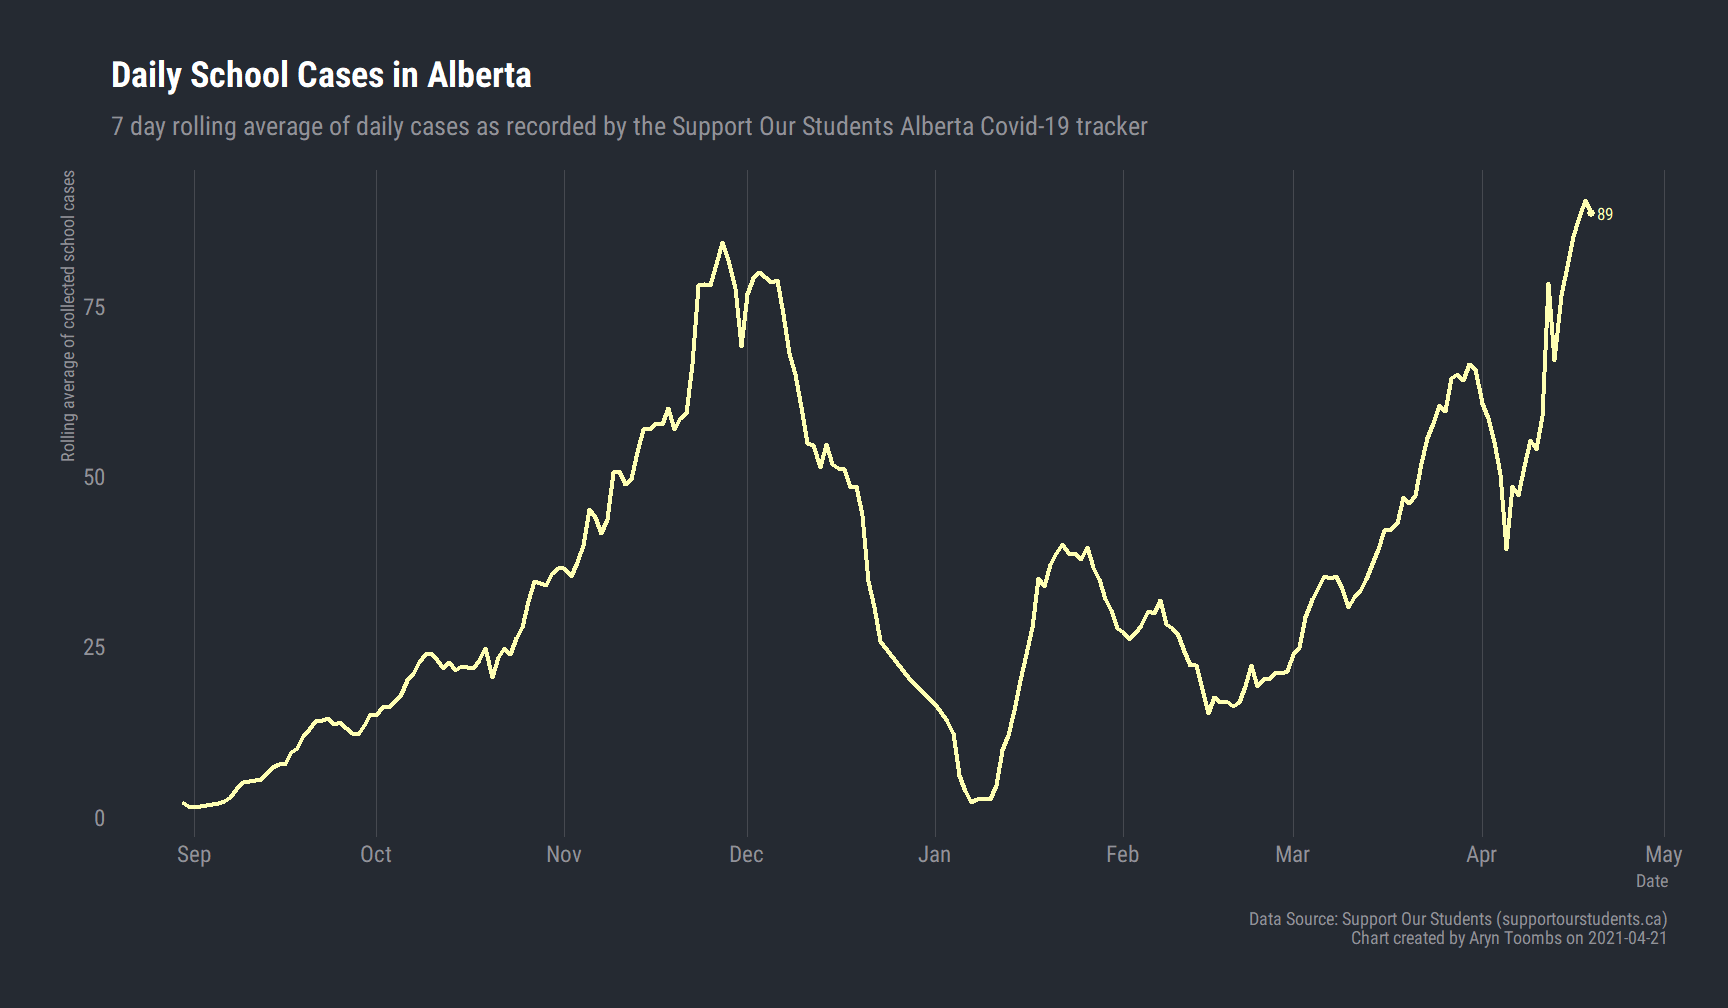 Daily School Cases in Alberta
7 day rolling average of daily cases as recorded by the Support Our Students Alberta Covid-19 tracker
Rolling average of collected school cases
75
50
25
0
89
Sep Oct Nov Dec Jan Feb Mar Apr May
Date
Data Source: Support Our Students (supportourstudents.ca)
Chart created by Aryn Toombs on 2021-04-21